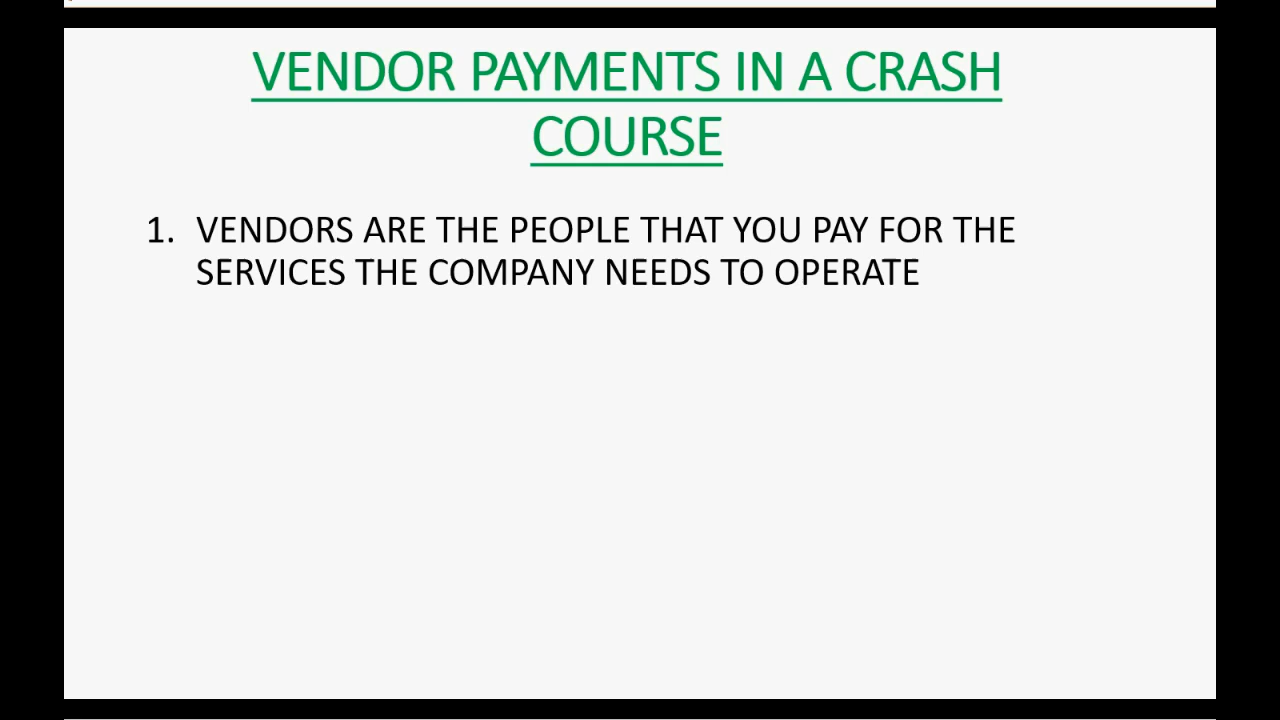 VENDOR PAYMENTS IN A CRASH
COURSE
1. VENDORS ARE THE PEOPLE THAT YOU PAY FOR THE
SERVICES THE COMPANY NEEDS TO OPERATE